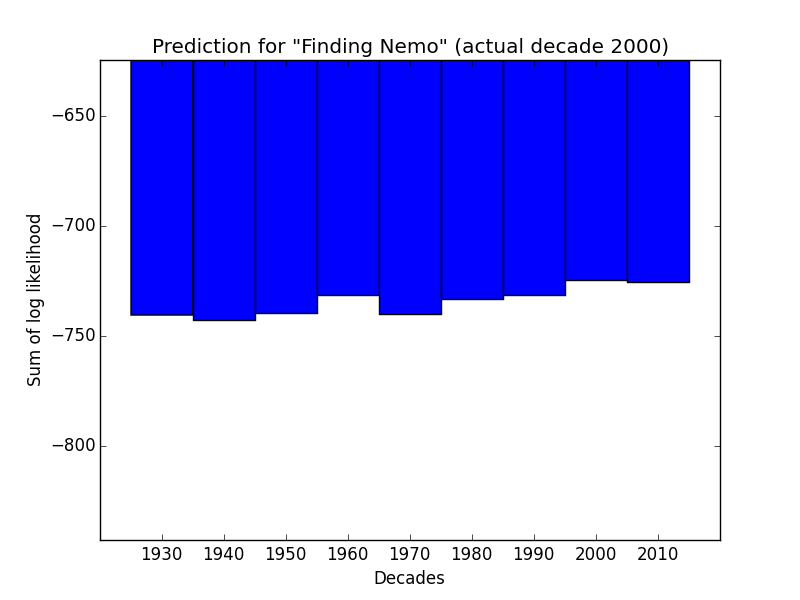 Prediction for "Finding Nemo" (actual decade 2000)
−650
−700
−750
−800
Sum of log likelihood
1930 1940 1950 1960 1970 1980 1990 2000 2010
Decades